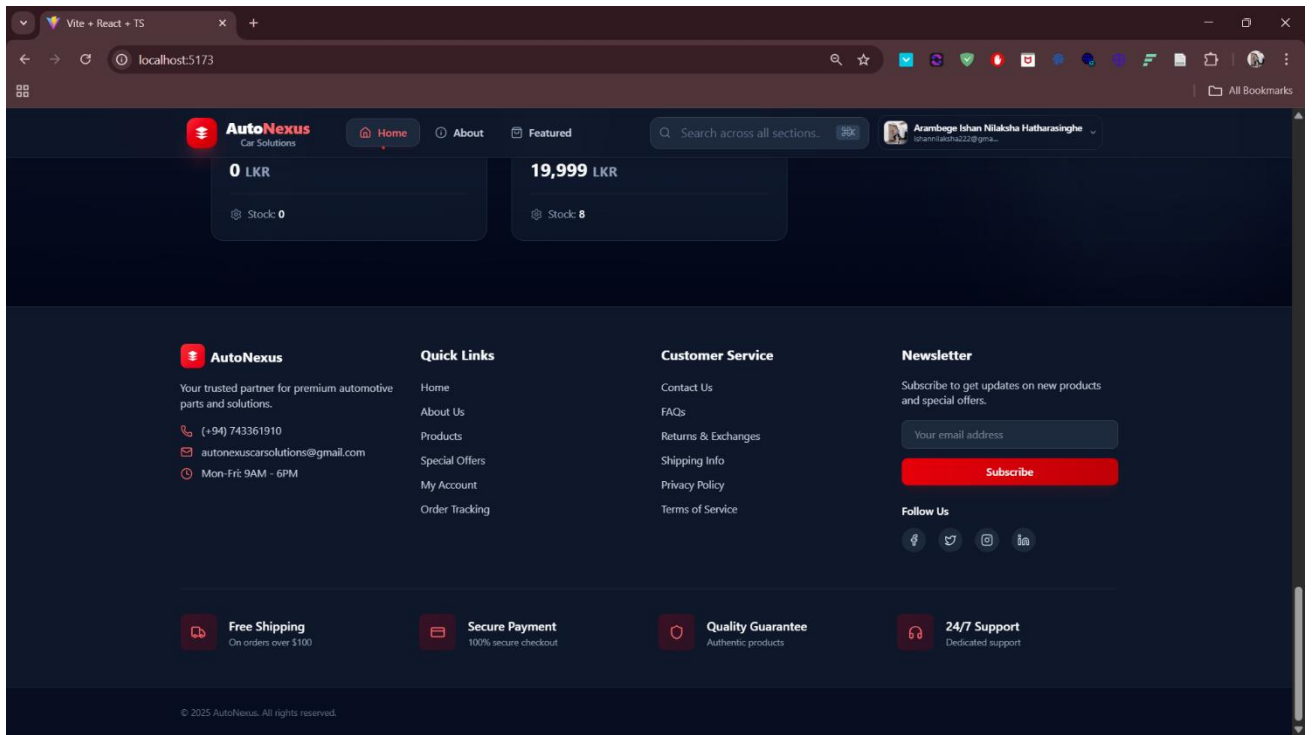 Vite + React + TS
localhost:5173
All Bookmarks
AutoNexus
Car Solutions
Home
About
Featured
Search across all sections..
⌘K
Arambege Ishan Nilaksha Hatharasinghe
ishannilaksha222@gma...
0 LKR
Stock: 0
19,999 LKR
Stock: 8
AutoNexus
Your trusted partner for premium automotive
parts and solutions.
(+94) 743361910
autonexuscarsolutions@gmail.com
Mon-Fri: 9AM - 6PM
Quick Links
Home
About Us
Products
Special Offers
My Account
Order Tracking
Customer Service
Contact Us
FAQs
Returns & Exchanges
Shipping Info
Privacy Policy
Terms of Service
Newsletter
Subscribe to get updates on new products
and special offers.
Your email address
Subscribe
Follow Us
Free Shipping
On orders over $100
Secure Payment
100% secure checkout
Quality Guarantee
Authentic products
24/7 Support
Dedicated support
© 2025 AutoNexus. All rights reserved.